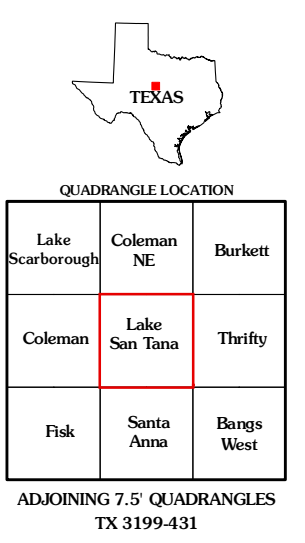 TEXAS
QUADRANGLE LOCATION
Lake
Scarborough
Coleman
NE
Burkett
Coleman
Lake
San Tana
Thrifty
Fisk
Santa
Anna
Bangs
West
ADJOINING 7.5' QUADRANGLES
TX 3199-431